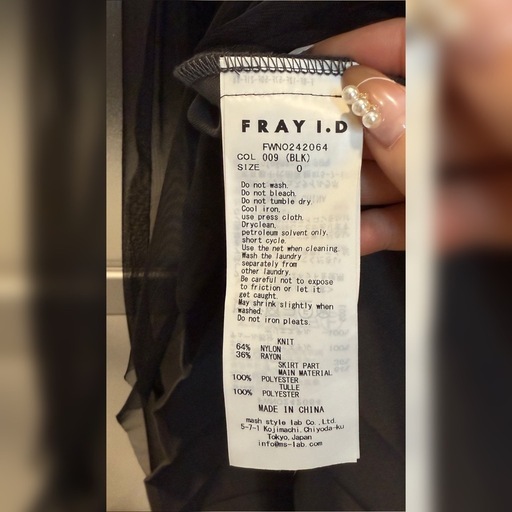 FRAY I.D
FWNO242064
COL 009 (BLK)
SIZE 0
Do not wash.
Do not bleach.
Do not tumble dry.
Cool iron,
use press cloth.
Dryclean,
petroleum solvent only.
short cycle.
Use the net when cleaning.
Wash the laundry
separately from
other laundry.
Be careful not to expose
to friction or let it
get caught.
May shrink slightly when
washed.
Do not iron pleats.
KNIT
64% NYLON
36% RAYON
SKIRT PART
MAIN MATERIAL
100% POLYESTER
TULLE
100% POLYESTER
MADE IN CHINA
mash style lab Co.,Ltd.
5-7-1 Kojimachi,Chiyoda-ku
Tokyo,Japan
info@ms-lab.com